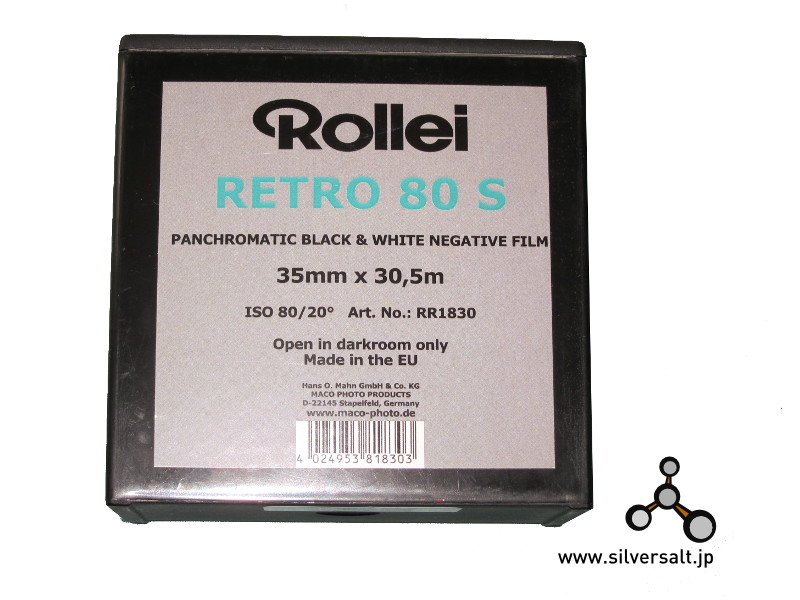 Rollei
RETRO 80 S
PANCHROMATIC BLACK & WHITE NEGATIVE FILM
35mm x 30,5m
ISO 80/20° Art. No.: RR1830
Open in darkroom only
Made in the EU
Hans O. Mahn GmbH & Co. KG
MACO PHOTO PRODUCTS
D-22145 Stapelfeld, Germany
www.maco-photo.de
4 024953 818303
www.silversalt.jp